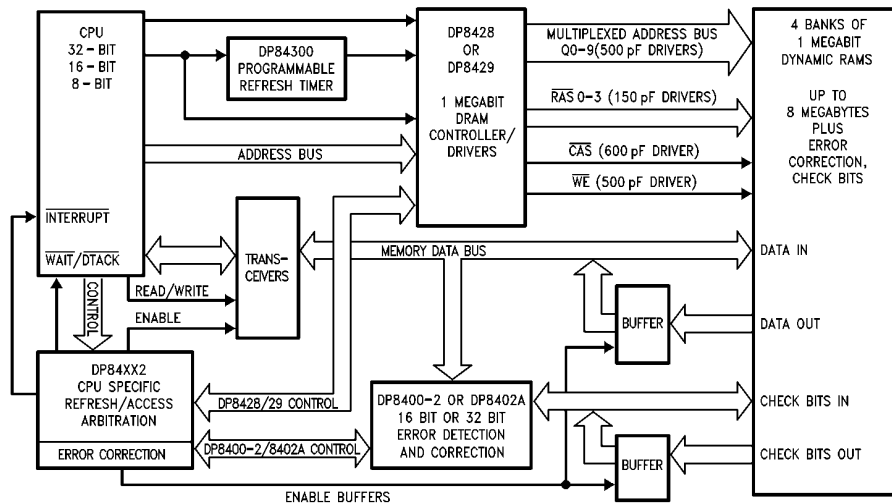 CPU
32-BIT
16-BIT
8-BIT
INTERRUPT
WAIT/DTACK
DP84300
PROGRAMMABLE
REFRESH TIMER
DP8428
OR
DP8429
1 MEGABIT
DRAM
CONTROLLER/
DRIVERS
MULTIPLEXED ADDRESS BUS
Q0-9(500 pF DRIVERS)
RAS 0-3 (150 pF DRIVERS)
CAS (600 pF DRIVER)
WE (500 pF DRIVER)
4 BANKS OF
1 MEGABIT
DYNAMIC RAMS
UP TO
8 MEGABYTES
PLUS
ERROR
CORRECTION,
CHECK BITS
ADDRESS BUS
TRANS-
CEIVERS
MEMORY DATA BUS
DATA IN
CONTROL
READ/WRITE
ENABLE
BUFFER
DATA OUT
DP84XX2
CPU SPECIFIC
REFRESH/ACCESS
ARBITRATION
ERROR CORRECTION
DP8428/29 CONTROL
DP8400-2/8402A CONTROL
DP8400-2 OR DP8402A
16 BIT OR 32 BIT
ERROR DETECTION
AND CORRECTION
CHECK BITS IN
BUFFER
CHECK BITS OUT
ENABLE BUFFERS